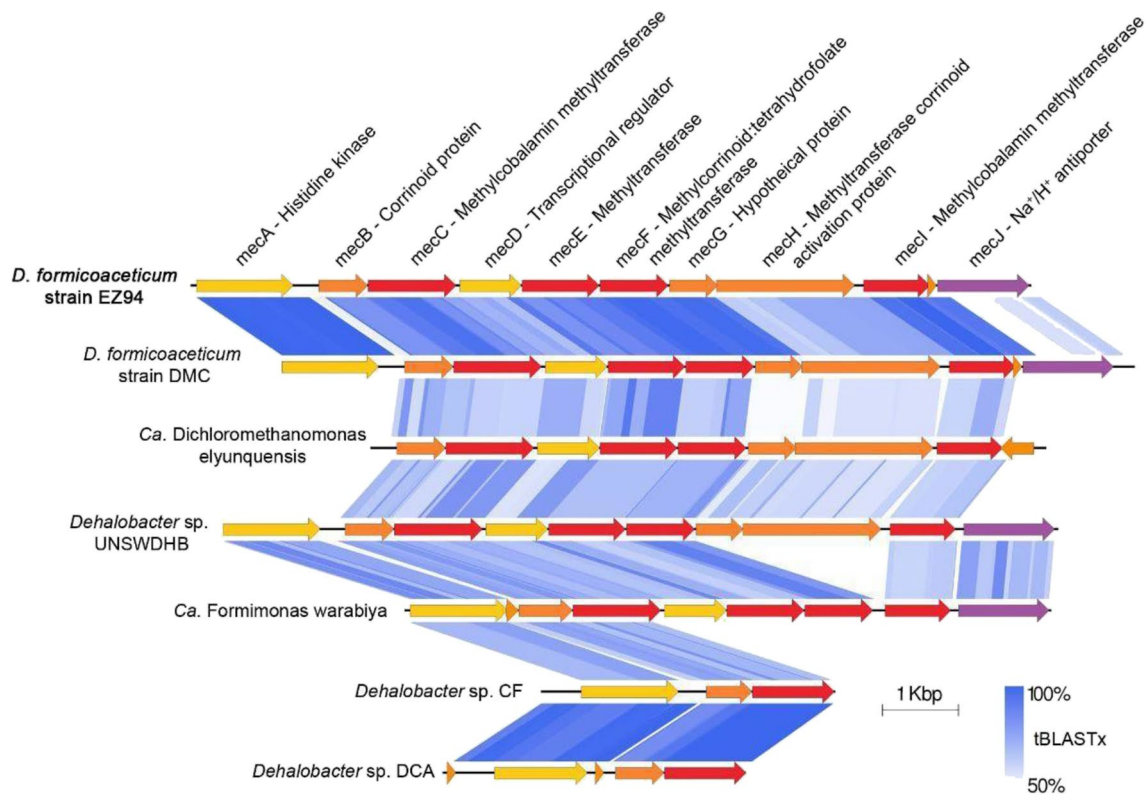 mecA - Histidine kinase
mecB - Corrinoid protein
mecC - Methylcobalamin methyltransferase
mecD - Transcriptional regulator
mecE - Methyltransferase
mecF - Methylcorrinoid:tetrahydrofolate
methyltransferase
mecG - Hypotheical protein
mecH - Methyltransferase corrinoid
activation protein
mecI - Methylcobalamin methyltransferase
mecJ - Na⁺/H⁺ antiporter
D. formicoaceticum
strain EZ94
D. formicoaceticum
strain DMC
Ca. Dichloromethanomonas
elyunquensis
Dehalobacter sp.
UNSWDHB
Ca. Formimonas warabiya
Dehalobacter sp. CF
Dehalobacter sp. DCA
1 Kbp
100%
tBLASTx
50%